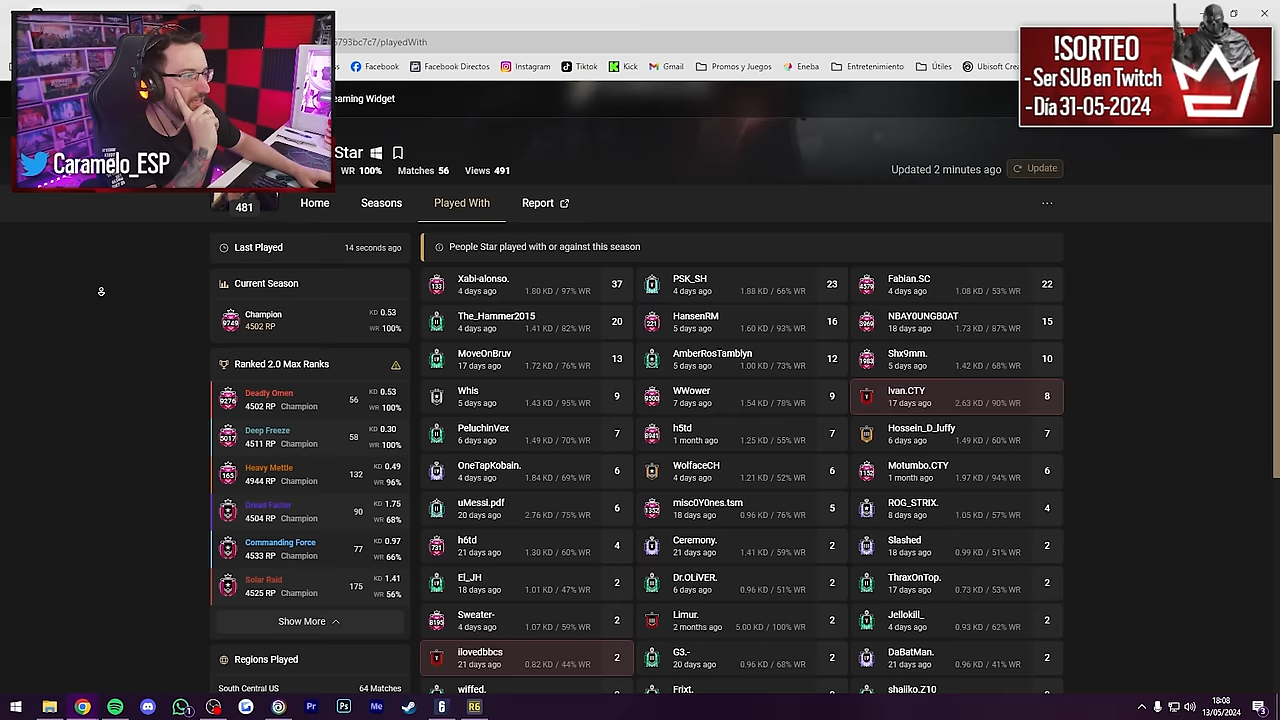 5793bc7c7/playedWith
Facebook
Facebook Directos
Instagram
Tiktok
Kick
Gmail
Promos y Juegos
Eneba
Entretenimiento
Útiles
Ubisoft
!SORTEO
- Ser SUB en Twitch
- Día 31-05-2024
eaming Widget
Caramelo_ESP
Star
WR 100%
Matches 56
Views 491
Updated 2 minutes ago
Update
481
Home
Seasons
Played With
Report
Last Played
14 seconds ago
Current Season
Champion
4502 RP
KD 0.53
WR 100%
9749
Ranked 2.0 Max Ranks
9276
Deadly Omen
4502 RP Champion
56
KD 0.53
WR 100%
5017
Deep Freeze
4511 RP Champion
58
KD 0.30
WR 100%
165
Heavy Mettle
4944 RP Champion
132
KD 0.49
WR 96%
Dread Factor
4504 RP Champion
90
KD 1.75
WR 68%
Commanding Force
4533 RP Champion
77
KD 0.97
WR 66%
Solar Raid
4525 RP Champion
175
KD 1.41
WR 56%
Show More
Regions Played
South Central US
64 Matches
People Star played with or against this season
Xabi-alonso.
4 days ago
1.80 KD / 97% WR
37
PSK_SH
4 days ago
1.88 KD / 66% WR
23
Fabian.SC
4 days ago
1.08 KD / 53% WR
22
The_Hammer2015
4 days ago
1.41 KD / 82% WR
20
HansenRM
5 days ago
1.60 KD / 93% WR
16
NBAY0UNGB0AT
18 days ago
1.73 KD / 87% WR
15
MoveOnBruv
17 days ago
1.72 KD / 76% WR
13
AmberRoseTamblyn
5 days ago
1.00 KD / 73% WR
12
Shx9mm.
5 days ago
1.42 KD / 68% WR
10
Whis
5 days ago
1.43 KD / 95% WR
9
WWower
7 days ago
1.54 KD / 78% WR
9
Ivan.CTY
17 days ago
2.63 KD / 90% WR
8
PeluchinVex
6 days ago
1.49 KD / 70% WR
7
h5td
1 month ago
1.25 KD / 55% WR
7
Hossein_D_luffy
6 days ago
1.49 KD / 60% WR
7
OneTapKobain.
4 days ago
1.84 KD / 69% WR
6
4 days ago
1.21 KD / 52% WR
6
Motumbo.CTY
1 month ago
1.97 KD / 94% WR
6
uMessi.pdf
20 days ago
2.76 KD / 75% WR
6
18 days ago
0.96 KD / 76% WR
5
ROG_STRIX.
8 days ago
1.05 KD / 57% WR
4
h6td
21 days ago
1.30 KD / 60% WR
4
Ceremony.
21 days ago
1.41 KD / 59% WR
2
Slashed
18 days ago
0.99 KD / 51% WR
2
El_JH
18 days ago
1.01 KD / 47% WR
2
6 days ago
0.96 KD / 51% WR
2
ThraxOnTop.
17 days ago
0.73 KD / 53% WR
2
Sweater-
4 days ago
1.07 KD / 59% WR
2
Limur.
2 months ago
5.00 KD / 100% WR
2
Jellokill_
4 days ago
0.93 KD / 62% WR
2
ilovedbbcs
21 days ago
0.82 KD / 44% WR
2
G3.-
20 days ago
0.96 KD / 68% WR
2
DaBatMan.
21 days ago
0.96 KD / 41% WR
2
wiffed.
Frixt.
shaiiko.Z10
18:08
13/05/2024